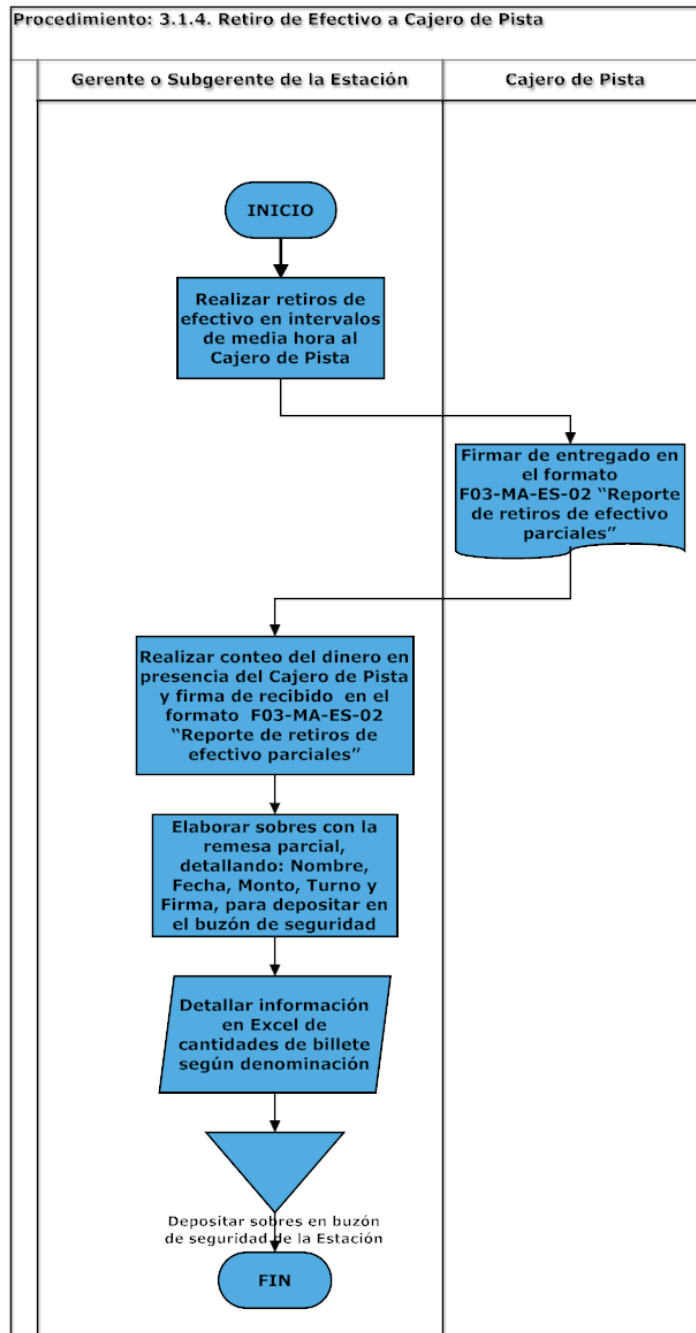 Procedimiento: 3.1.4. Retiro de Efectivo a Cajero de Pista
Gerente o Subgerente de la Estación
Cajero de Pista
INICIO
Realizar retiros de
efectivo en intervalos
de media hora al
Cajero de Pista
Firmar de entregado en
el formato
F03-MA-ES-02 “Reporte
de retiros de efectivo
parciales”
Realizar conteo del dinero en
presencia del Cajero de Pista
y firma de recibido en el
formato F03-MA-ES-02
“Reporte de retiros de
efectivo parciales”
Elaborar sobres con la
remesa parcial,
detallando: Nombre,
Fecha, Monto, Turno y
Firma, para depositar en
el buzón de seguridad
Detallar información
en Excel de
cantidades de billete
según denominación
Depositar sobres en buzón
de seguridad de la Estación
FIN